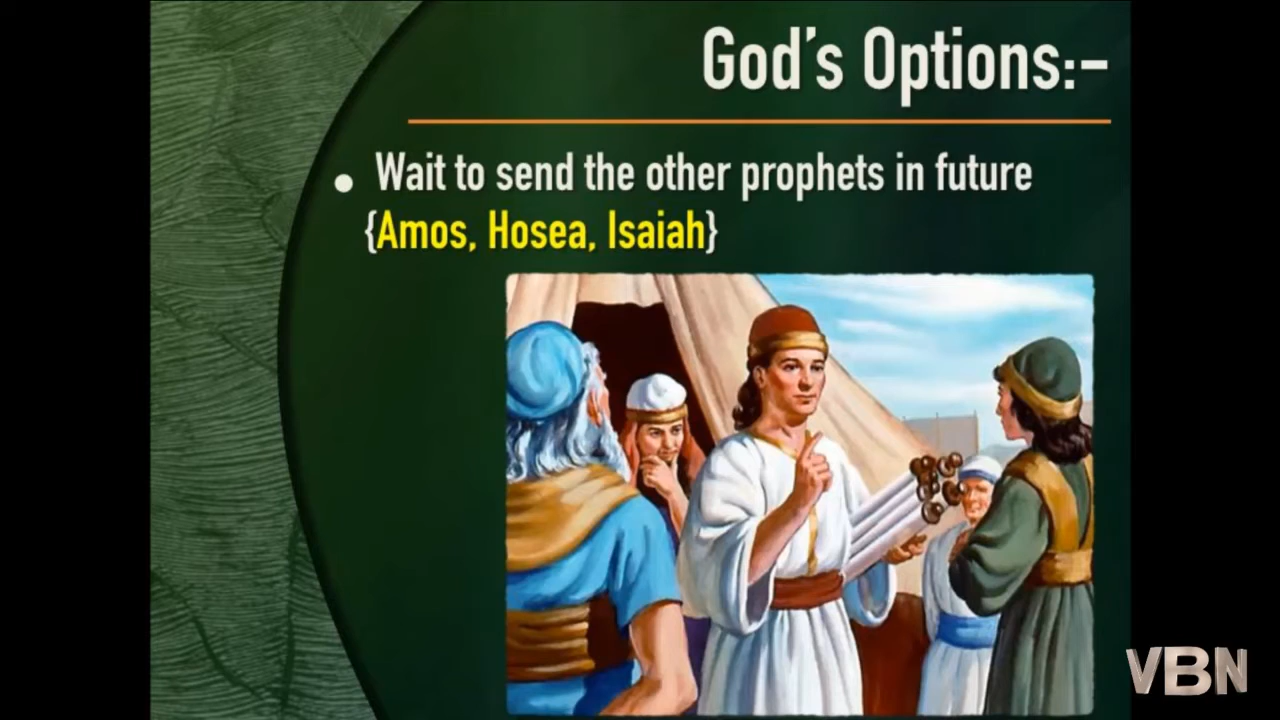 God's Options:-
• Wait to send the other prophets in future
{Amos, Hosea, Isaiah}
VBN